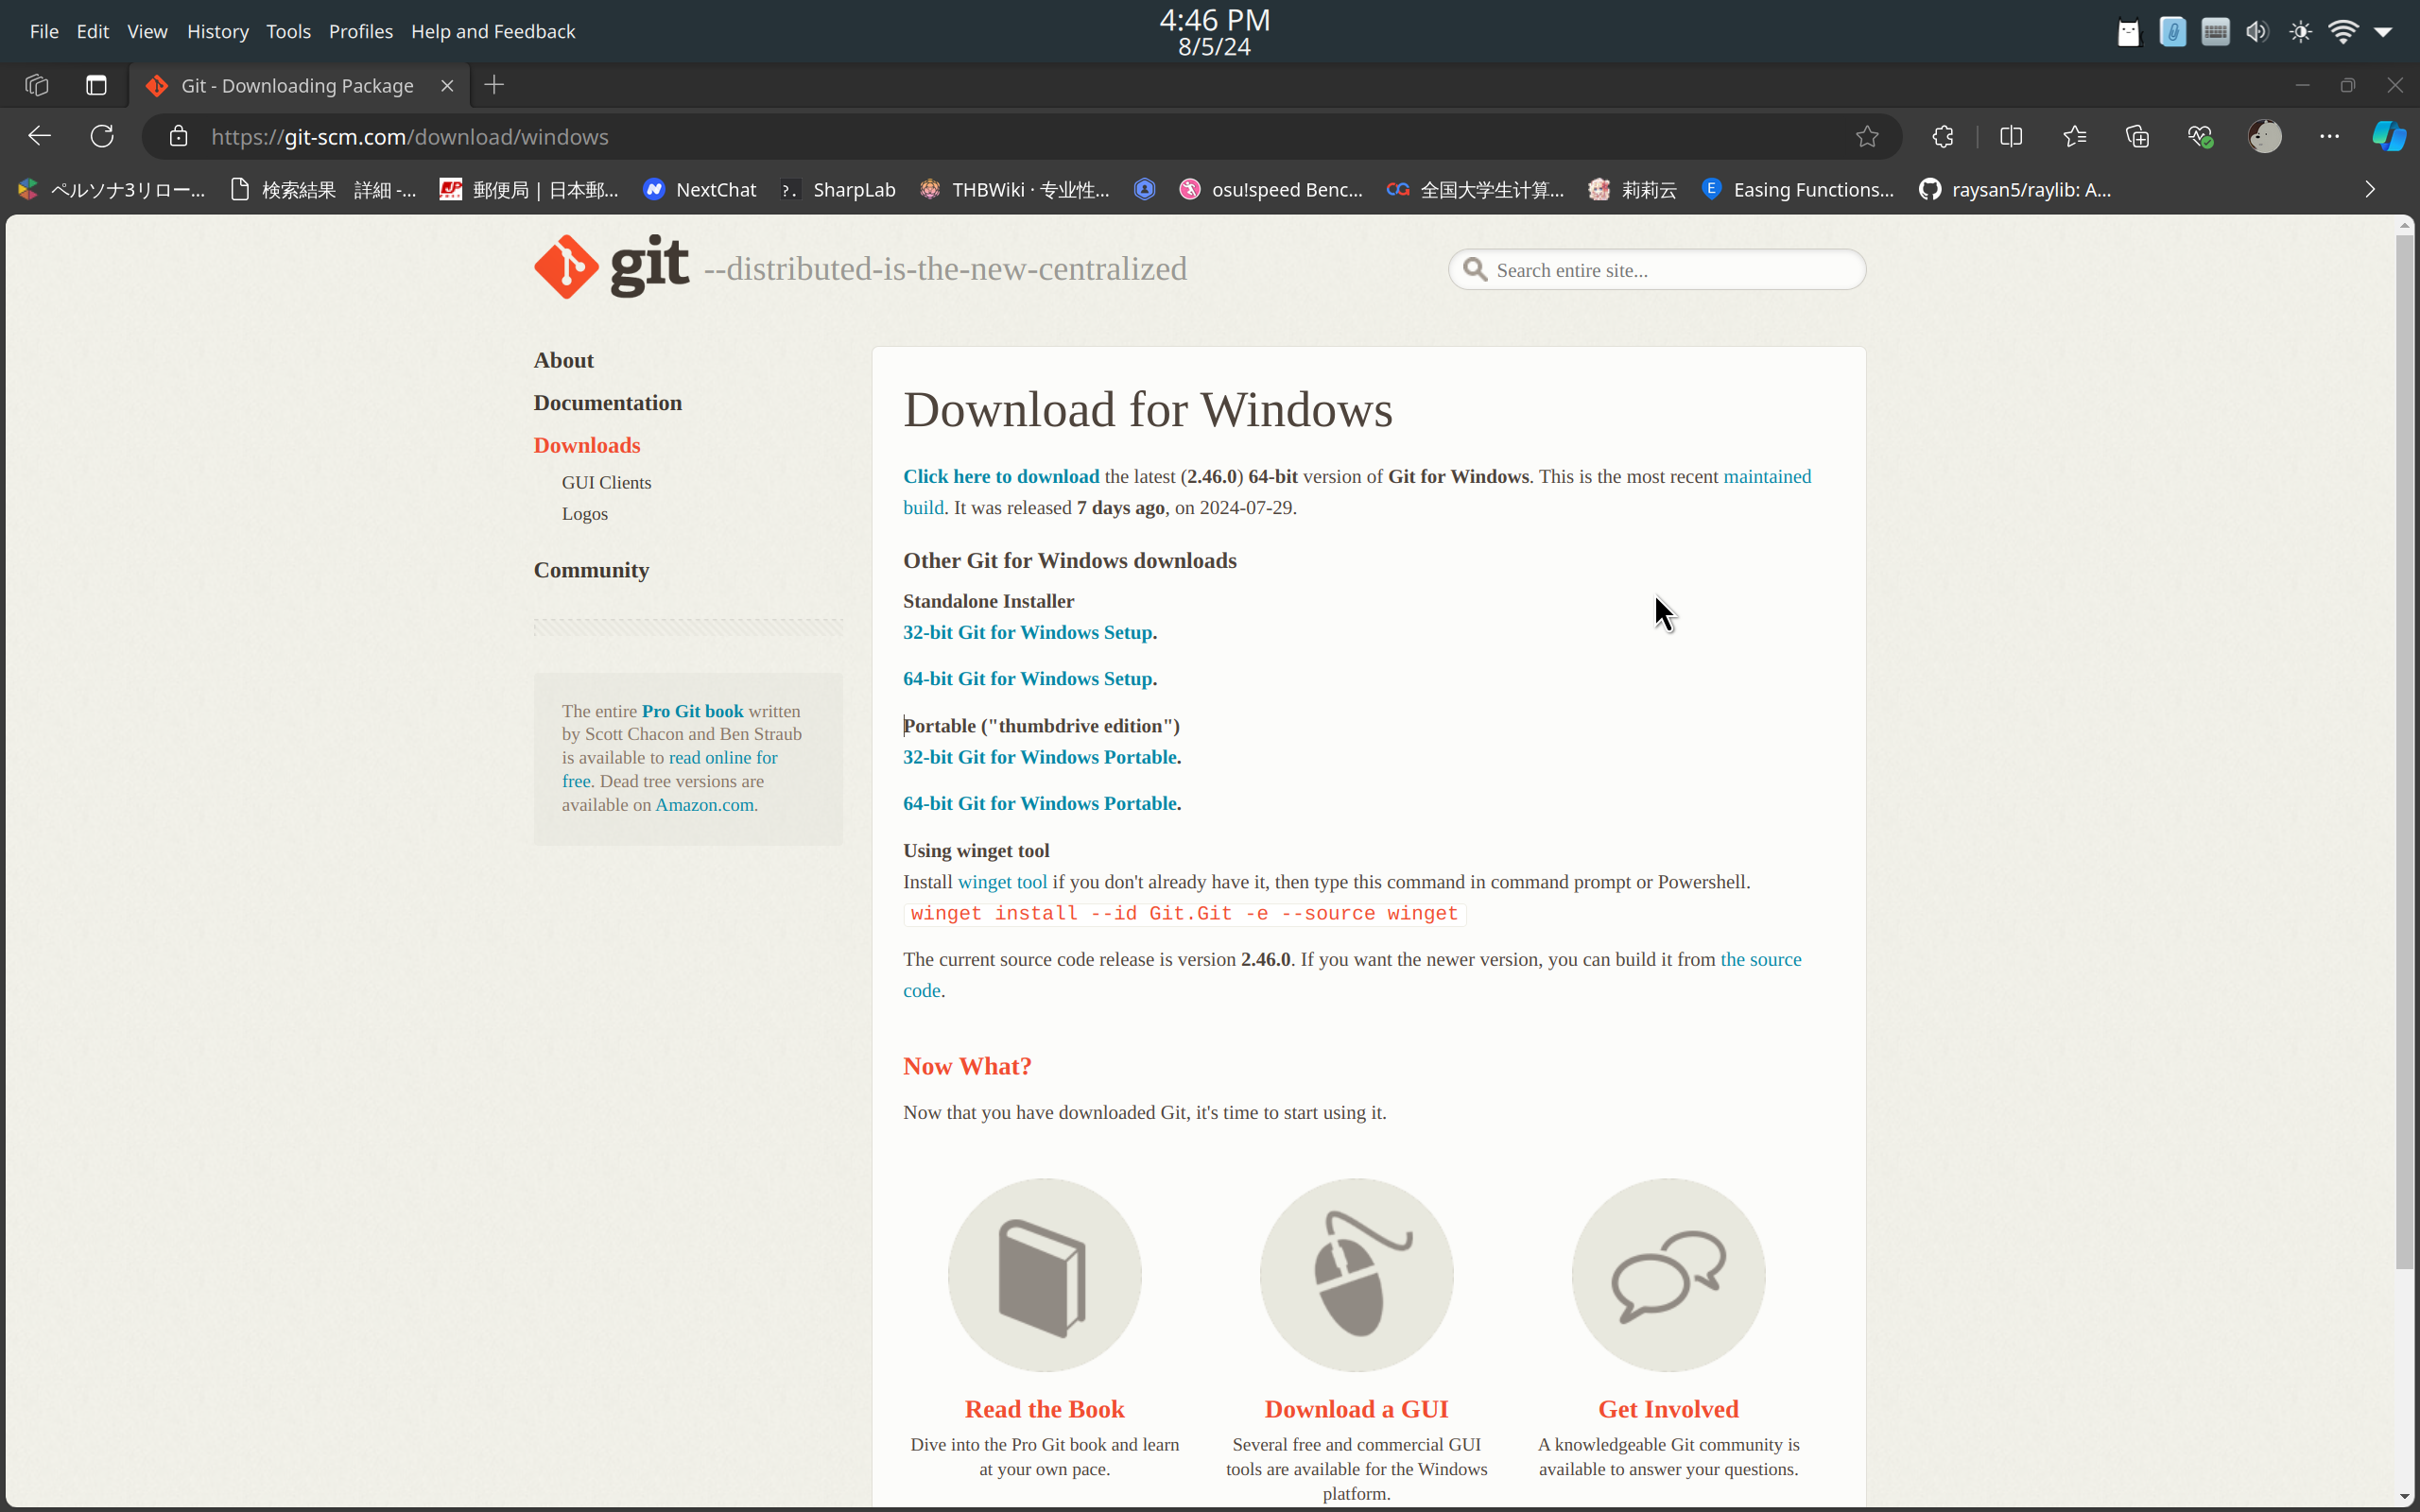 File Edit View History Tools Profiles Help and Feedback
4:46 PM
8/5/24
Git - Downloading Package
https://git-scm.com/download/windows
ペルソナ3リロー... 検索結果 詳細 -... 郵便局 | 日本郵... NextChat SharpLab THBWiki · 专业性... osu!speed Benc... 全国大学生计算... 莉莉云 Easing Functions... raysan5/raylib: A...
git --distributed-is-the-new-centralized
Search entire site...
About
Documentation
Downloads
GUI Clients
Logos
Community
The entire Pro Git book written
by Scott Chacon and Ben Straub
is available to read online for
free. Dead tree versions are
available on Amazon.com.
Download for Windows
Click here to download the latest (2.46.0) 64-bit version of Git for Windows. This is the most recent maintained
build. It was released 7 days ago, on 2024-07-29.
Other Git for Windows downloads
Standalone Installer
32-bit Git for Windows Setup.
64-bit Git for Windows Setup.
Portable ("thumbdrive edition")
32-bit Git for Windows Portable.
64-bit Git for Windows Portable.
Using winget tool
Install winget tool if you don't already have it, then type this command in command prompt or Powershell.
winget install --id Git.Git -e --source winget
The current source code release is version 2.46.0. If you want the newer version, you can build it from the source
code.
Now What?
Now that you have downloaded Git, it's time to start using it.
Read the Book
Dive into the Pro Git book and learn
at your own pace.
Download a GUI
Several free and commercial GUI
tools are available for the Windows
platform.
Get Involved
A knowledgeable Git community is
available to answer your questions.